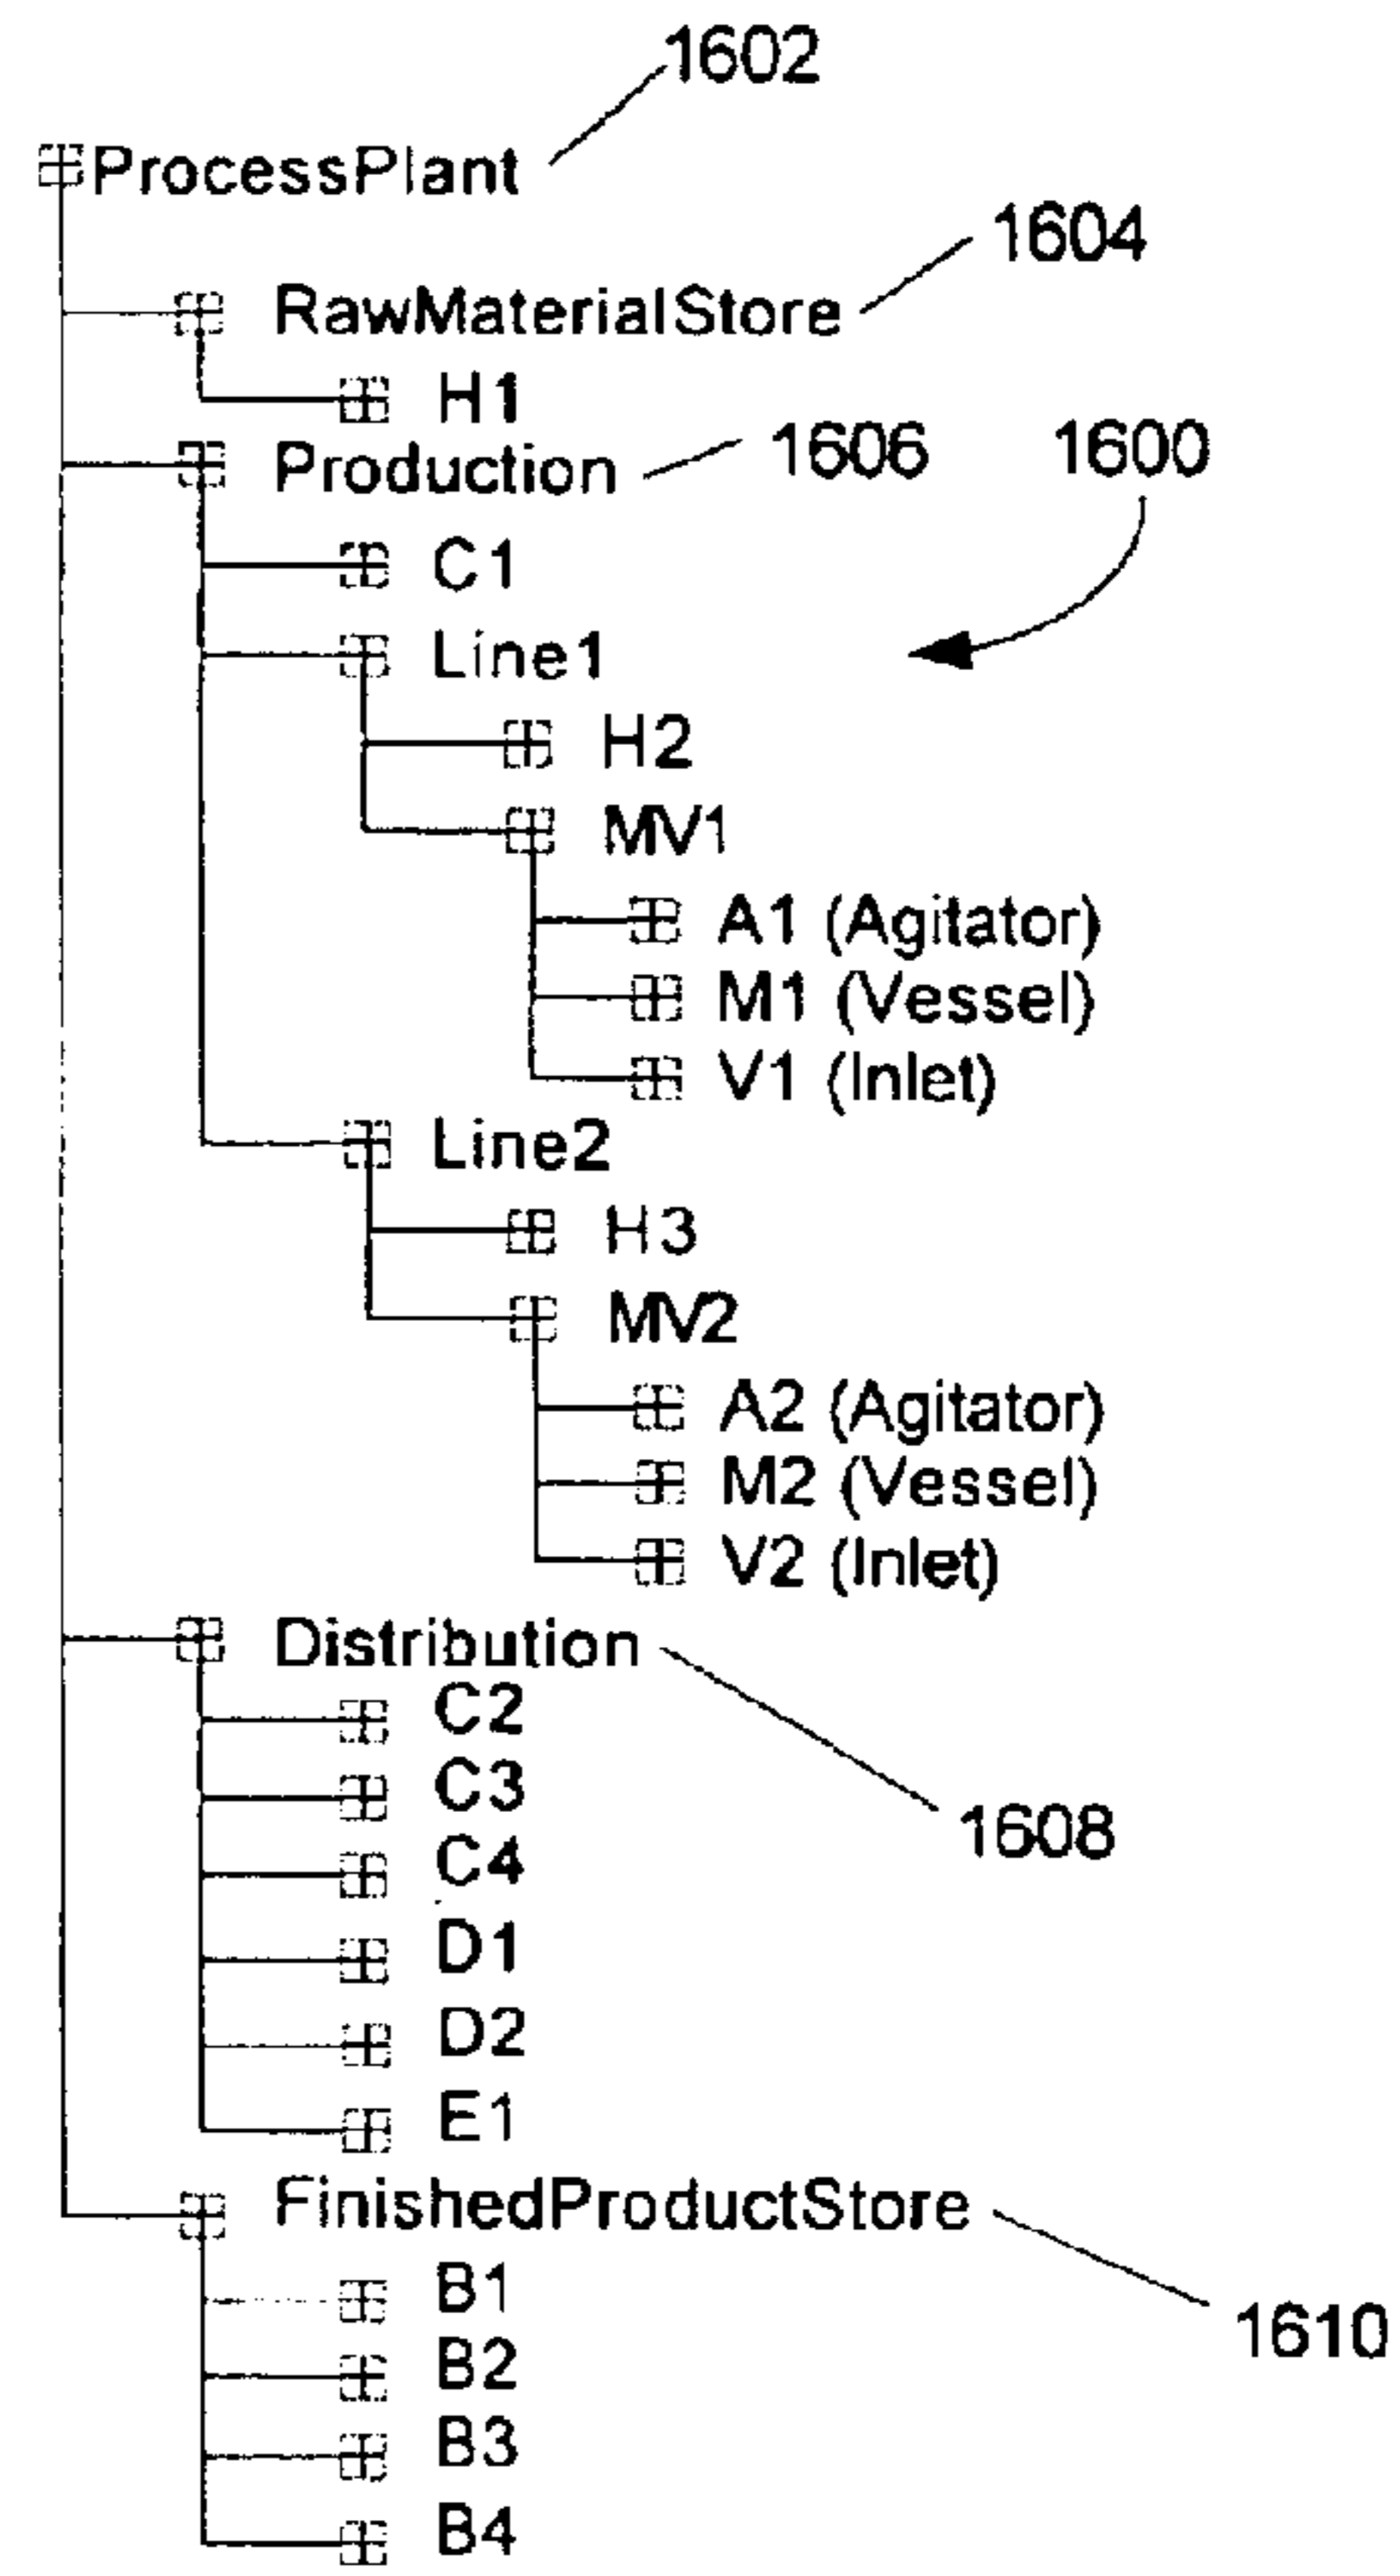 1602
ProcessPlant
1604
RawMaterialStore
H1
Production
1606
1600
C1
Line1
H2
MV1
A1 (Agitator)
M1 (Vessel)
V1 (Inlet)
Line2
H3
MV2
A2 (Agitator)
M2 (Vessel)
V2 (Inlet)
Distribution
C2
C3
1608
C4
D1
D2
E1
FinishedProductStore
B1
1610
B2
B3
B4